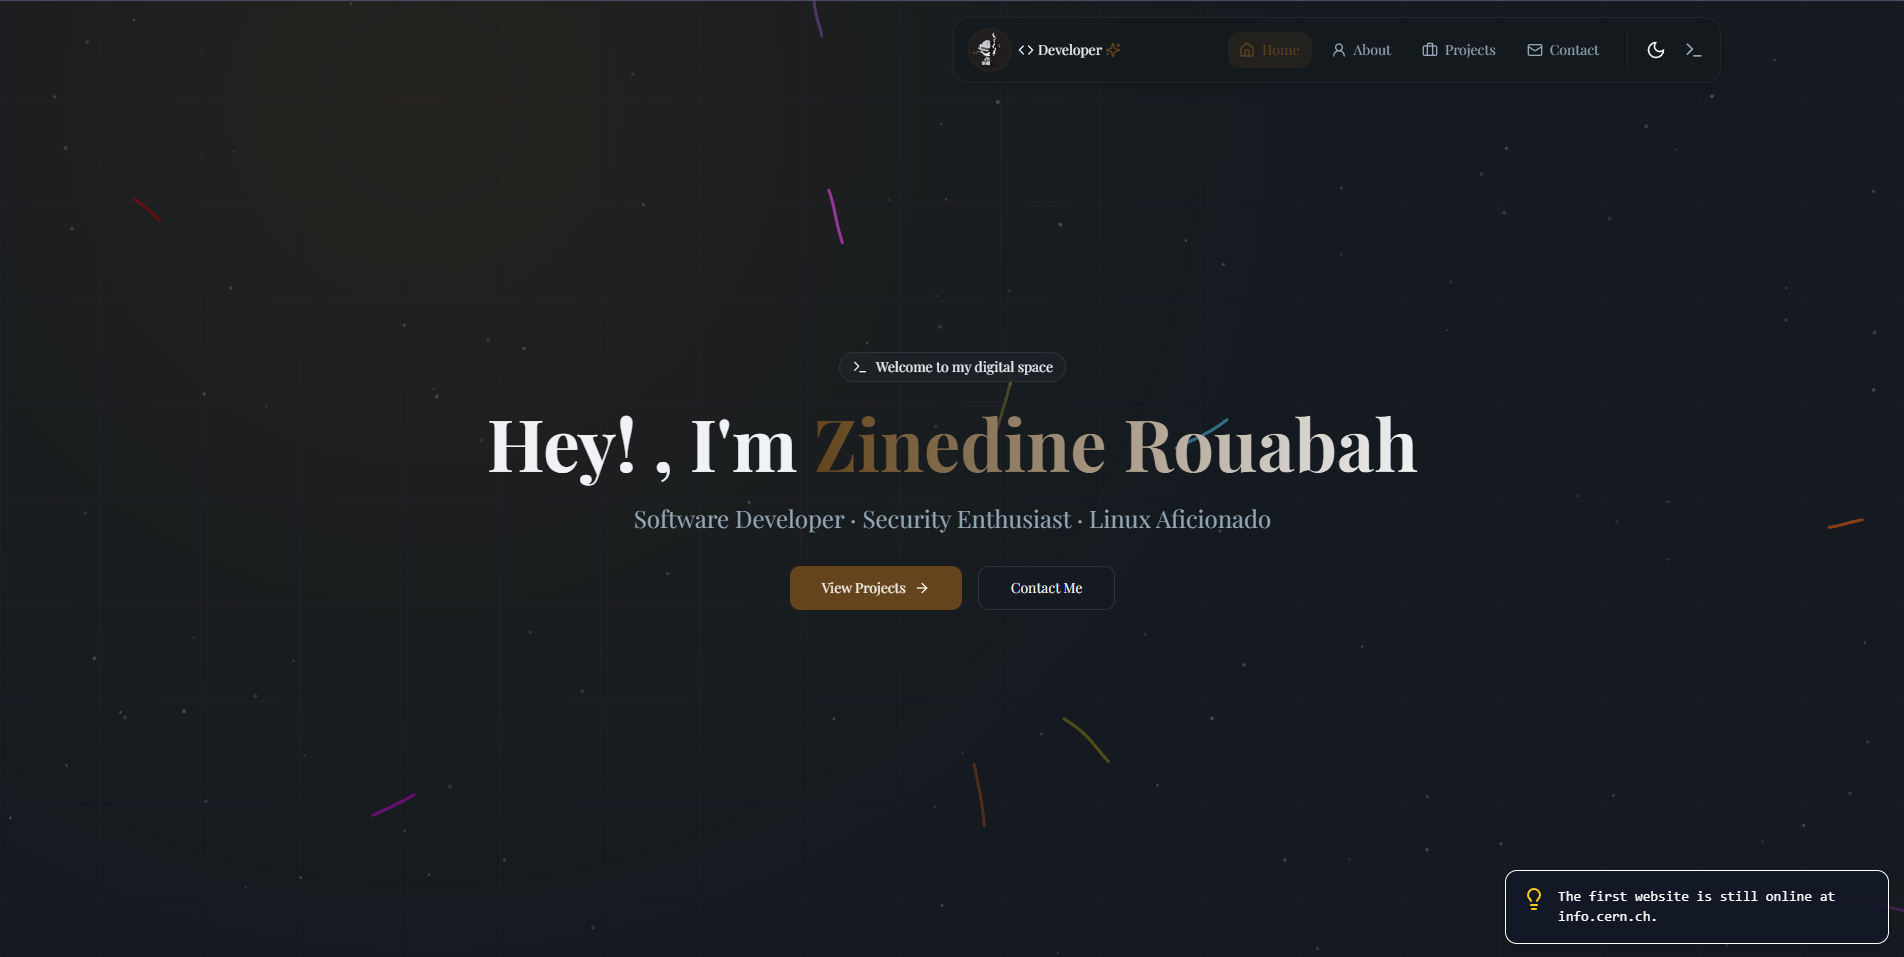 <> Developer
Home
About
Projects
Contact
Welcome to my digital space
Hey! , I'm Zinedine Rouabah
Software Developer · Security Enthusiast · Linux Aficionado
View Projects →
Contact Me
The first website is still online at
info.cern.ch.